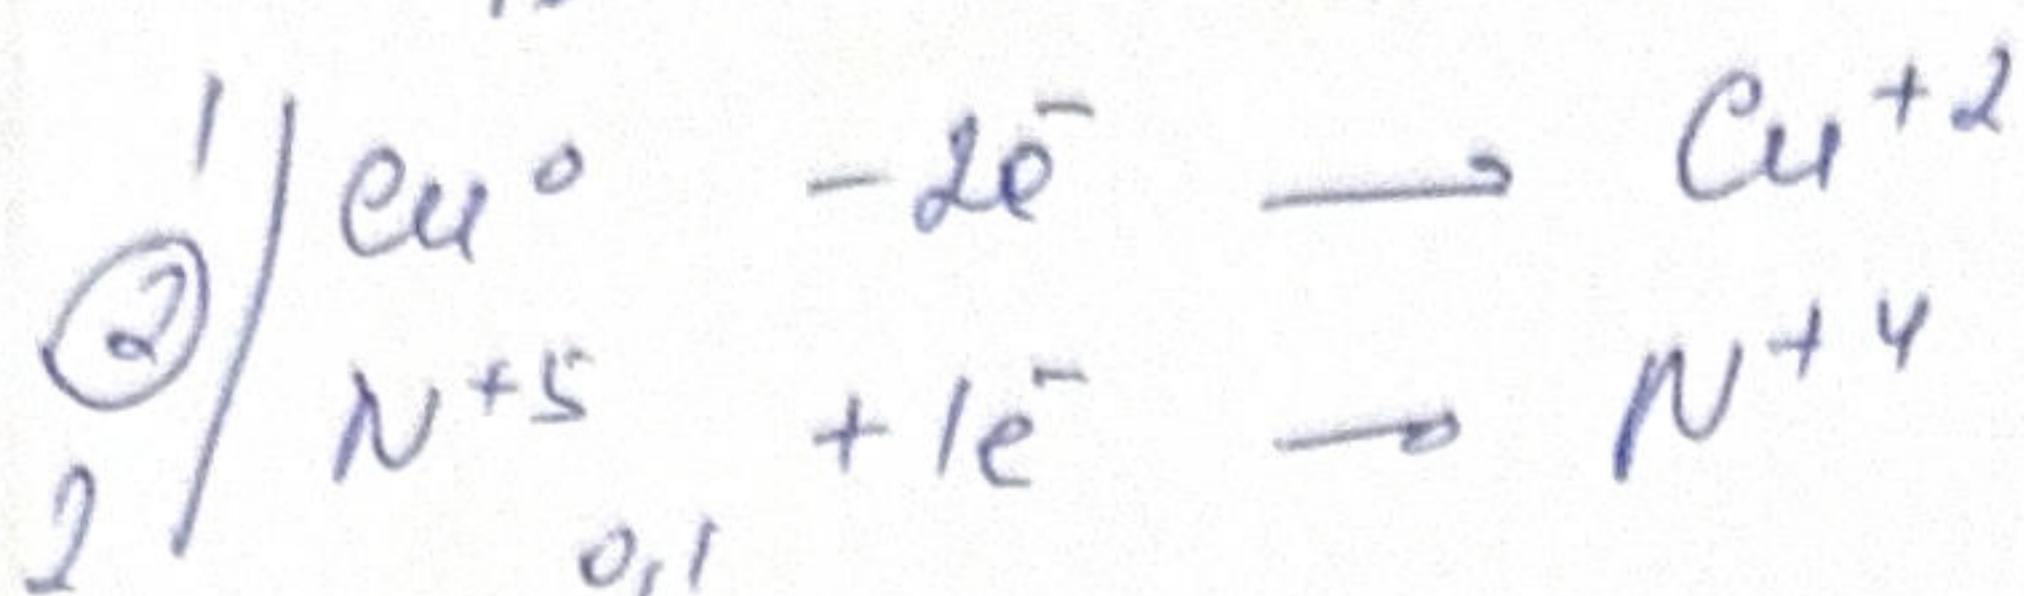 1 | Cu⁰ −2e̅ → Cu⁺²
②
2 | N⁺⁵ +1e̅ → N⁺⁴
0,1